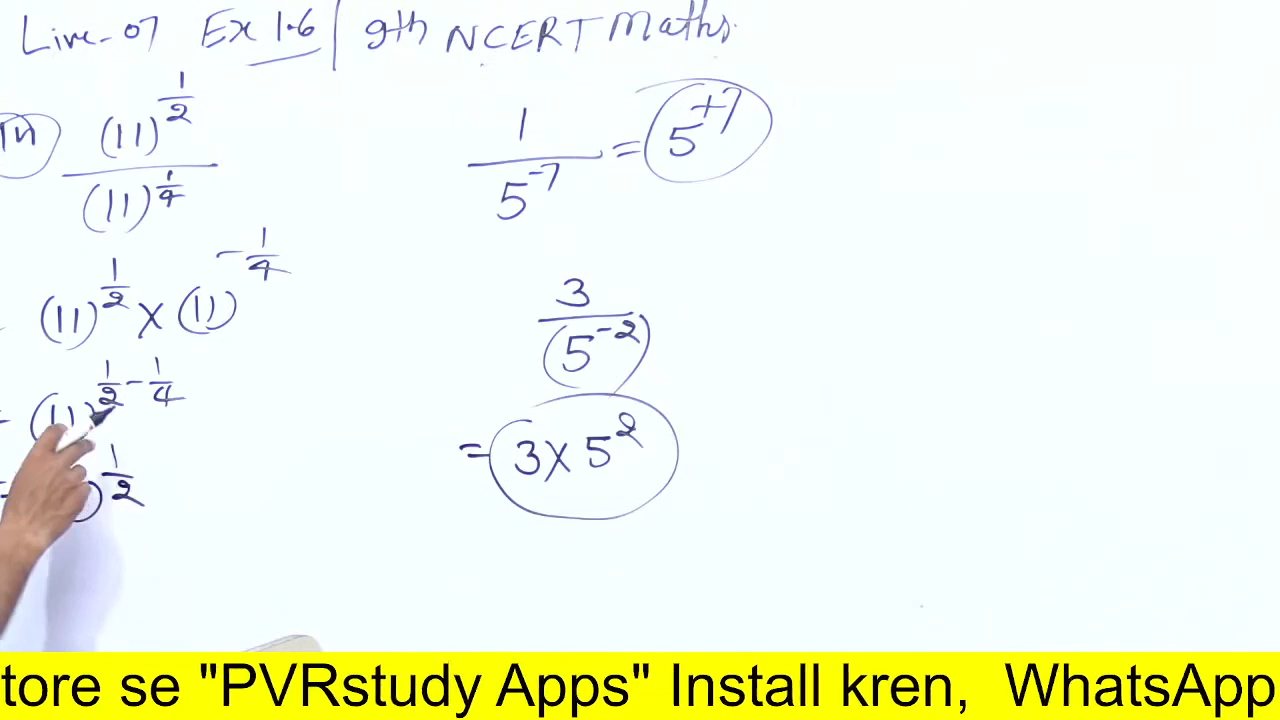 Live-07 Ex 1.6 | 9th NCERT Maths.
(11)^{1/2} / (11)^{1/4}
(11)^{1/2} × (11)^{-1/4}
(11)^{1/2 - 1/4}
= ^{1/2}
1 / 5^{-7} = 5^{+7}
3 / (5^{-2})
= 3 × 5^2
tore se "PVRstudy Apps" Install kren, WhatsApp